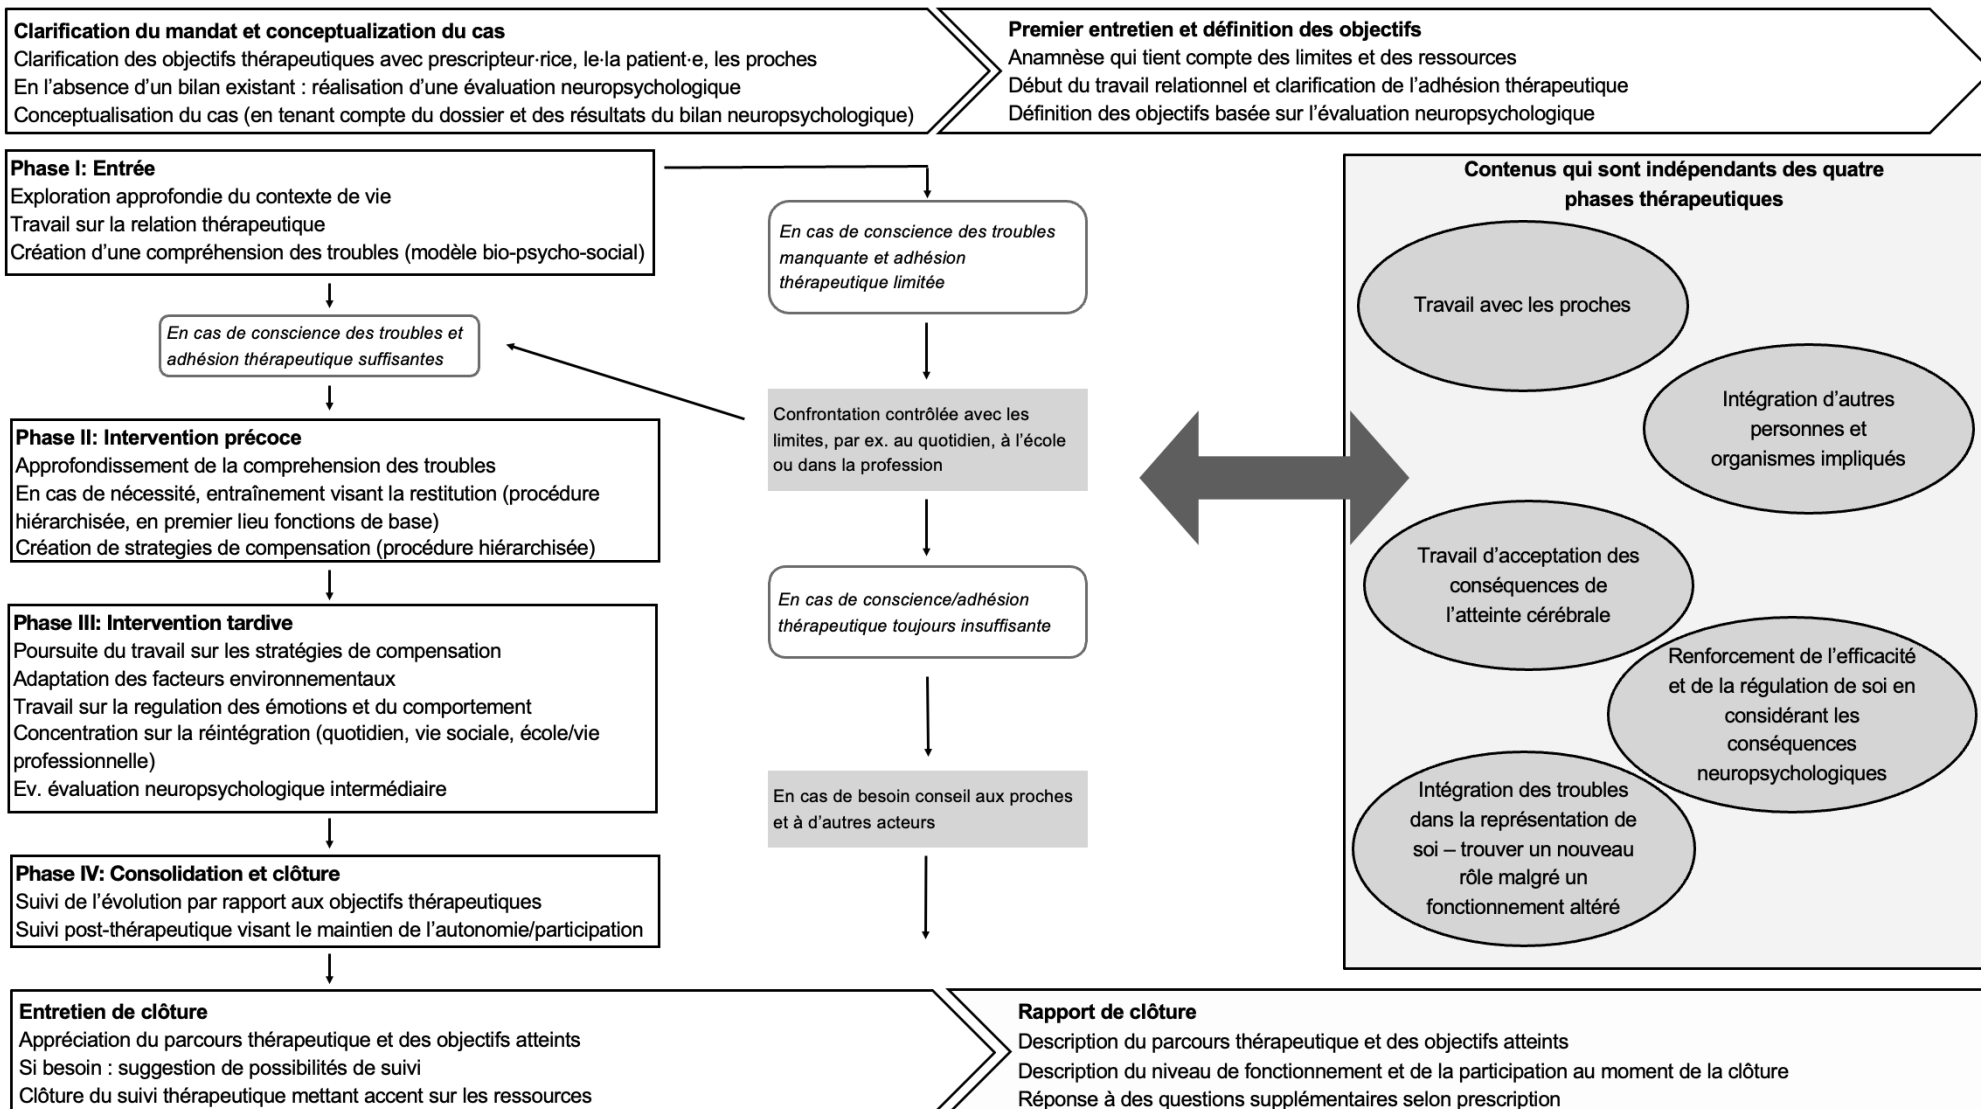 Clarification du mandat et conceptualization du cas
Clarification des objectifs thérapeutiques avec prescripteur·rice, le·la patient·e, les proches
En l’absence d’un bilan existant : réalisation d’une évaluation neuropsychologique
Conceptualisation du cas (en tenant compte du dossier et des résultats du bilan neuropsychologique)
Premier entretien et définition des objectifs
Anamnèse qui tient compte des limites et des ressources
Début du travail relationnel et clarification de l’adhésion thérapeutique
Définition des objectifs basée sur l’évaluation neuropsychologique
Phase I: Entrée
Exploration approfondie du contexte de vie
Travail sur la relation thérapeutique
Création d’une compréhension des troubles (modèle bio-psycho-social)
En cas de conscience des troubles et
adhésion thérapeutique suffisantes
Phase II: Intervention précoce
Approfondissement de la comprehension des troubles
En cas de nécessité, entraînement visant la restitution (procédure
hiérarchisée, en premier lieu fonctions de base)
Création de strategies de compensation (procédure hiérarchisée)
Phase III: Intervention tardive
Poursuite du travail sur les stratégies de compensation
Adaptation des facteurs environnementaux
Travail sur la regulation des émotions et du comportement
Concentration sur la réintégration (quotidien, vie sociale, école/vie
professionnelle)
Ev. évaluation neuropsychologique intermédiaire
Phase IV: Consolidation et clôture
Suivi de l’évolution par rapport aux objectifs thérapeutiques
Suivi post-thérapeutique visant le maintien de l’autonomie/participation
En cas de conscience des troubles
manquante et adhésion
thérapeutique limitée
Confrontation contrôlée avec les
limites, par ex. au quotidien, à l’école
ou dans la profession
En cas de conscience/adhésion
thérapeutique toujours insuffisante
En cas de besoin conseil aux proches
et à d’autres acteurs
Contenus qui sont indépendants des quatre
phases thérapeutiques
Travail avec les proches
Intégration d’autres
personnes et
organismes impliqués
Travail d’acceptation des
conséquences de
l’atteinte cérébrale
Renforcement de l’efficacité
et de la régulation de soi en
considérant les
conséquences
neuropsychologiques
Intégration des troubles
dans la représentation de
soi – trouver un nouveau
rôle malgré un
fonctionnement altéré
Entretien de clôture
Appréciation du parcours thérapeutique et des objectifs atteints
Si besoin : suggestion de possibilités de suivi
Clôture du suivi thérapeutique mettant accent sur les ressources
Rapport de clôture
Description du parcours thérapeutique et des objectifs atteints
Description du niveau de fonctionnement et de la participation au moment de la clôture
Réponse à des questions supplémentaires selon prescription